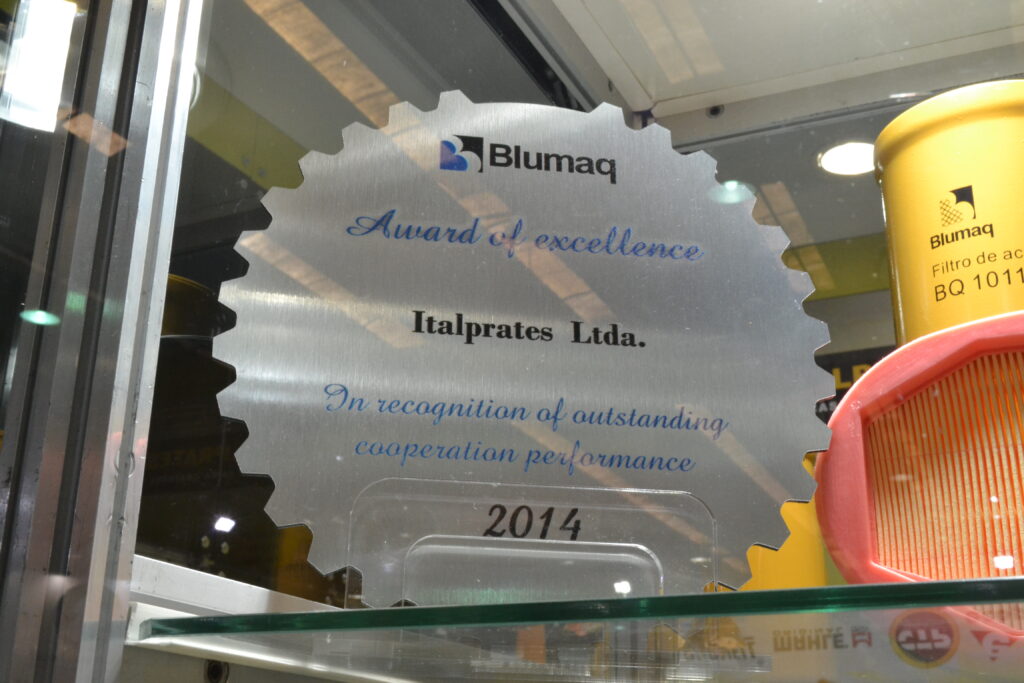 Blumaq
Award of excellence
Italprates Ltda.
In recognition of outstanding
cooperation performance
2014
Blumaq
Filtro de ac
BQ 1011